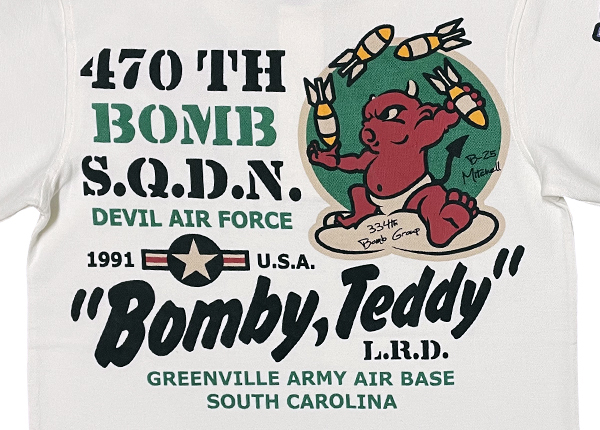 470 TH
BOMB
S.Q.D.N.
DEVIL AIR FORCE
1991 U.S.A.
B-25
Mitchell
334th
Bomb Group
"Bomby, Teddy"
L.R.D.
GREENVILLE ARMY AIR BASE
SOUTH CAROLINA